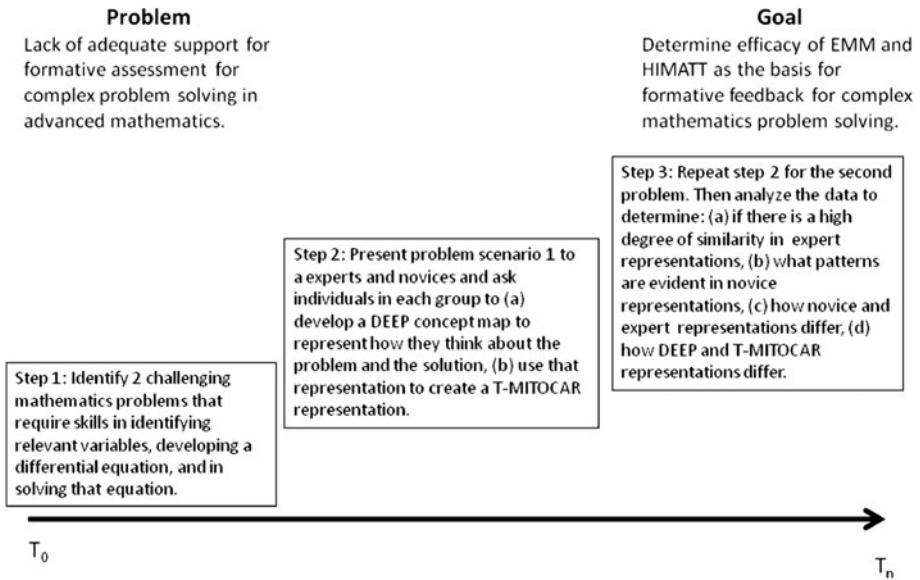 Problem
Lack of adequate support for
formative assessment for
complex problem solving in
advanced mathematics.
Goal
Determine efficacy of EMM and
HIMATT as the basis for
formative feedback for complex
mathematics problem solving.
Step 1: Identify 2 challenging
mathematics problems that
require skills in identifying
relevant variables, developing a
differential equation, and in
solving that equation.
Step 2: Present problem scenario 1 to
a experts and novices and ask
individuals in each group to (a)
develop a DEEP concept map to
represent how they think about the
problem and the solution, (b) use that
representation to create a T-MITOCAR
representation.
Step 3: Repeat step 2 for the second
problem. Then analyze the data to
determine: (a) if there is a high
degree of similarity in expert
representations, (b) what patterns
are evident in novice
representations, (c) how novice and
expert representations differ, (d)
how DEEP and T-MITOCAR
representations differ.
T0
Tn